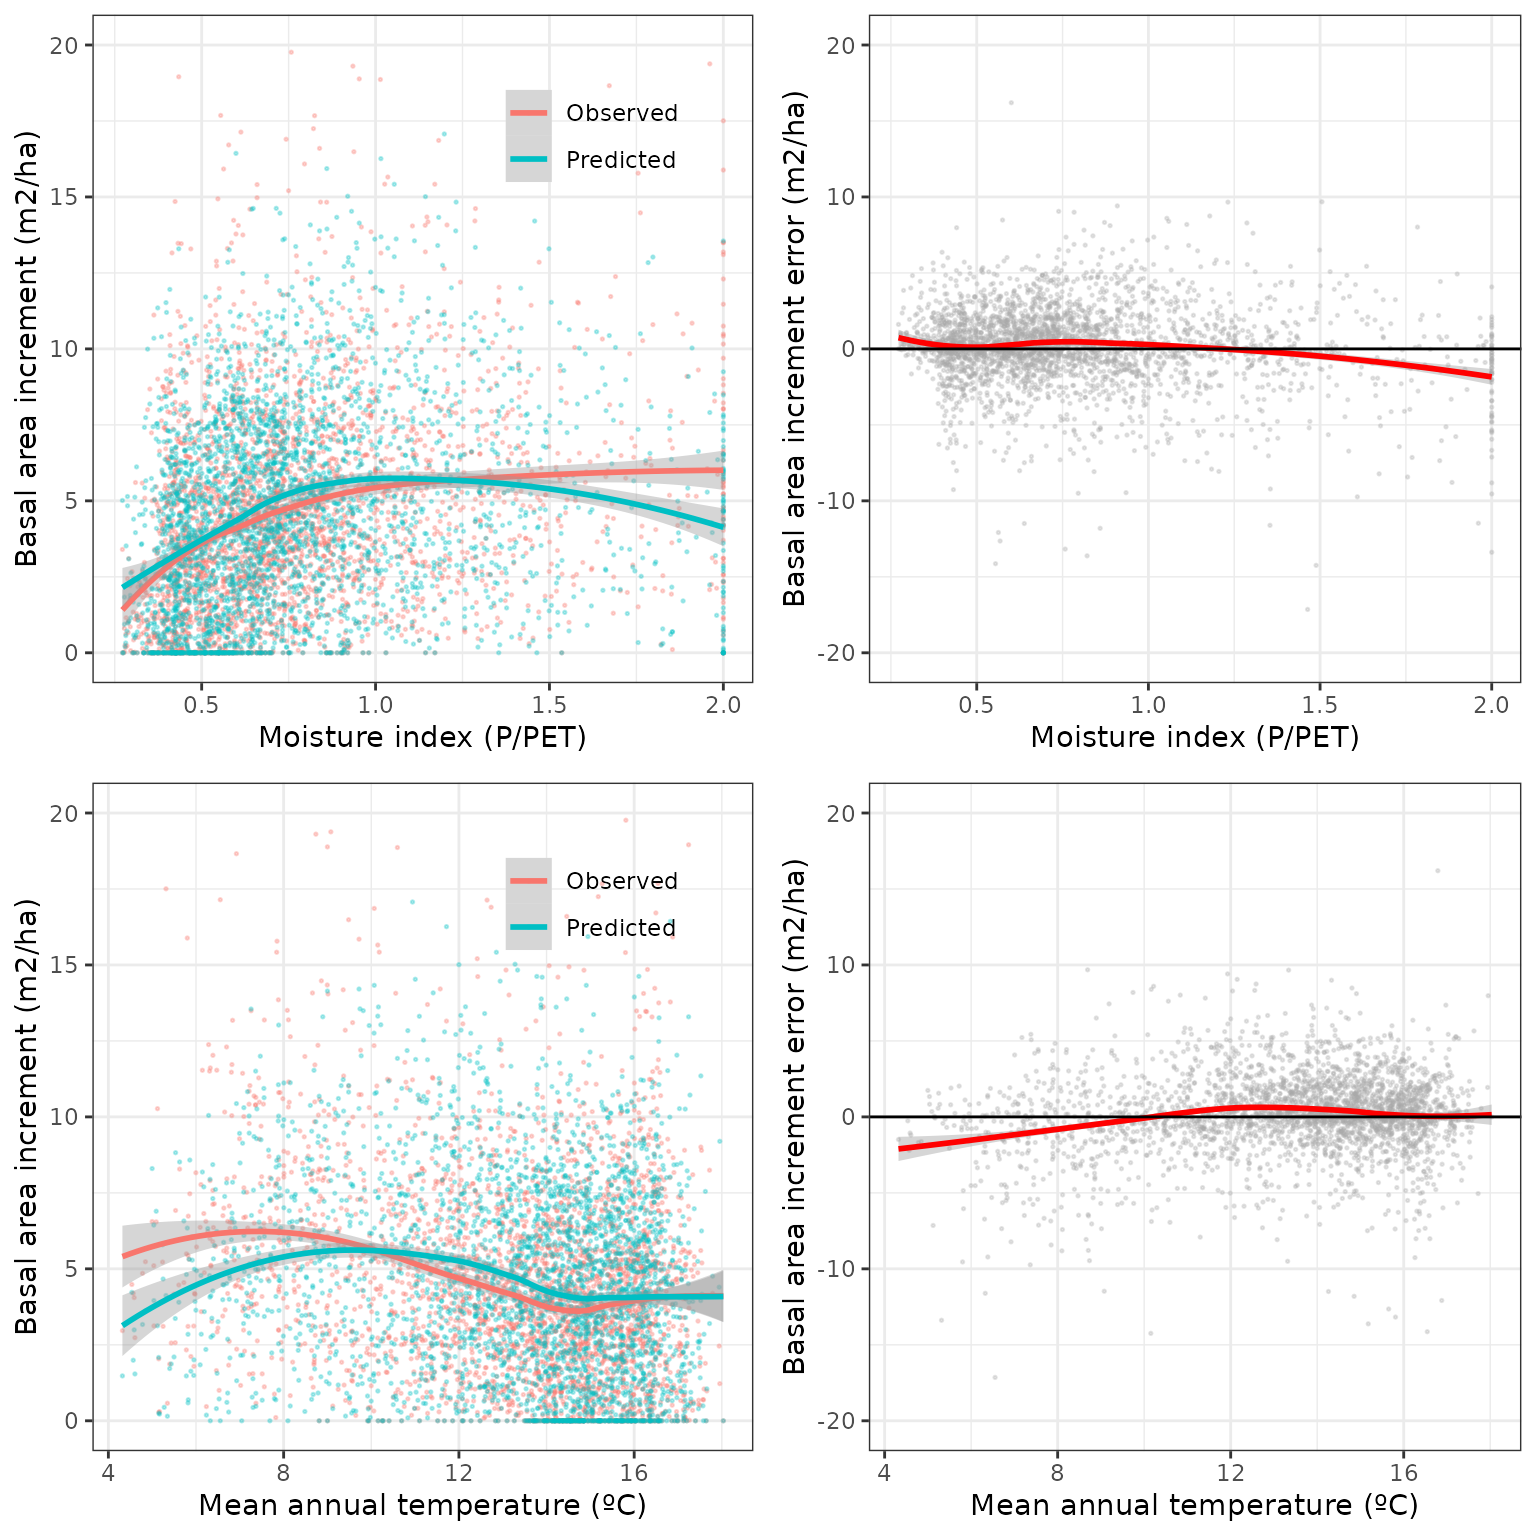 Basal area increment (m2/ha)
20
15
10
5
0
Observed
Predicted
0.5 1.0 1.5 2.0
Moisture index (P/PET)
Basal area increment error (m2/ha)
20
10
0
-10
-20
0.5 1.0 1.5 2.0
Moisture index (P/PET)
Basal area increment (m2/ha)
20
15
10
5
0
Observed
Predicted
4 8 12 16
Mean annual temperature (ºC)
Basal area increment error (m2/ha)
20
10
0
-10
-20
4 8 12 16
Mean annual temperature (ºC)